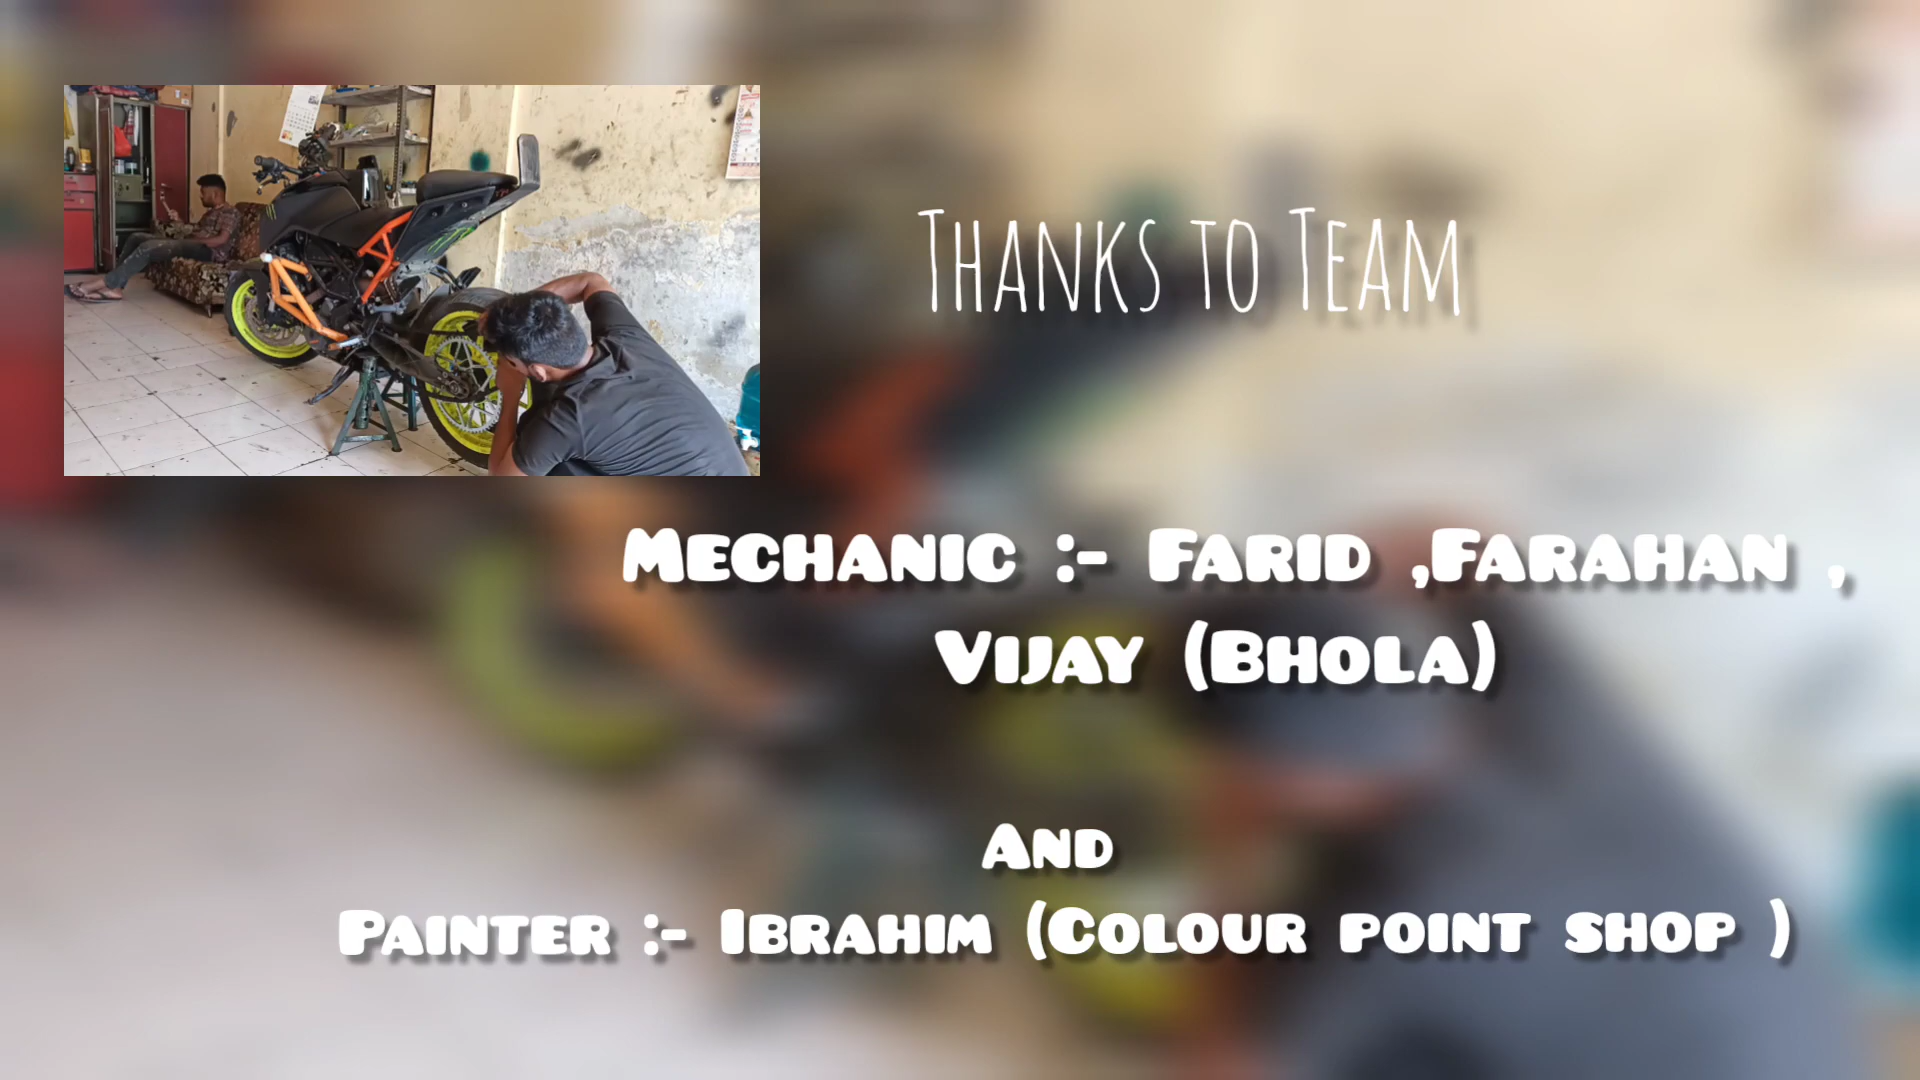 Thanks to Team
Mechanic :- Farid ,Farahan ,
Vijay (Bhola)
And
Painter :- Ibrahim (Colour point shop )